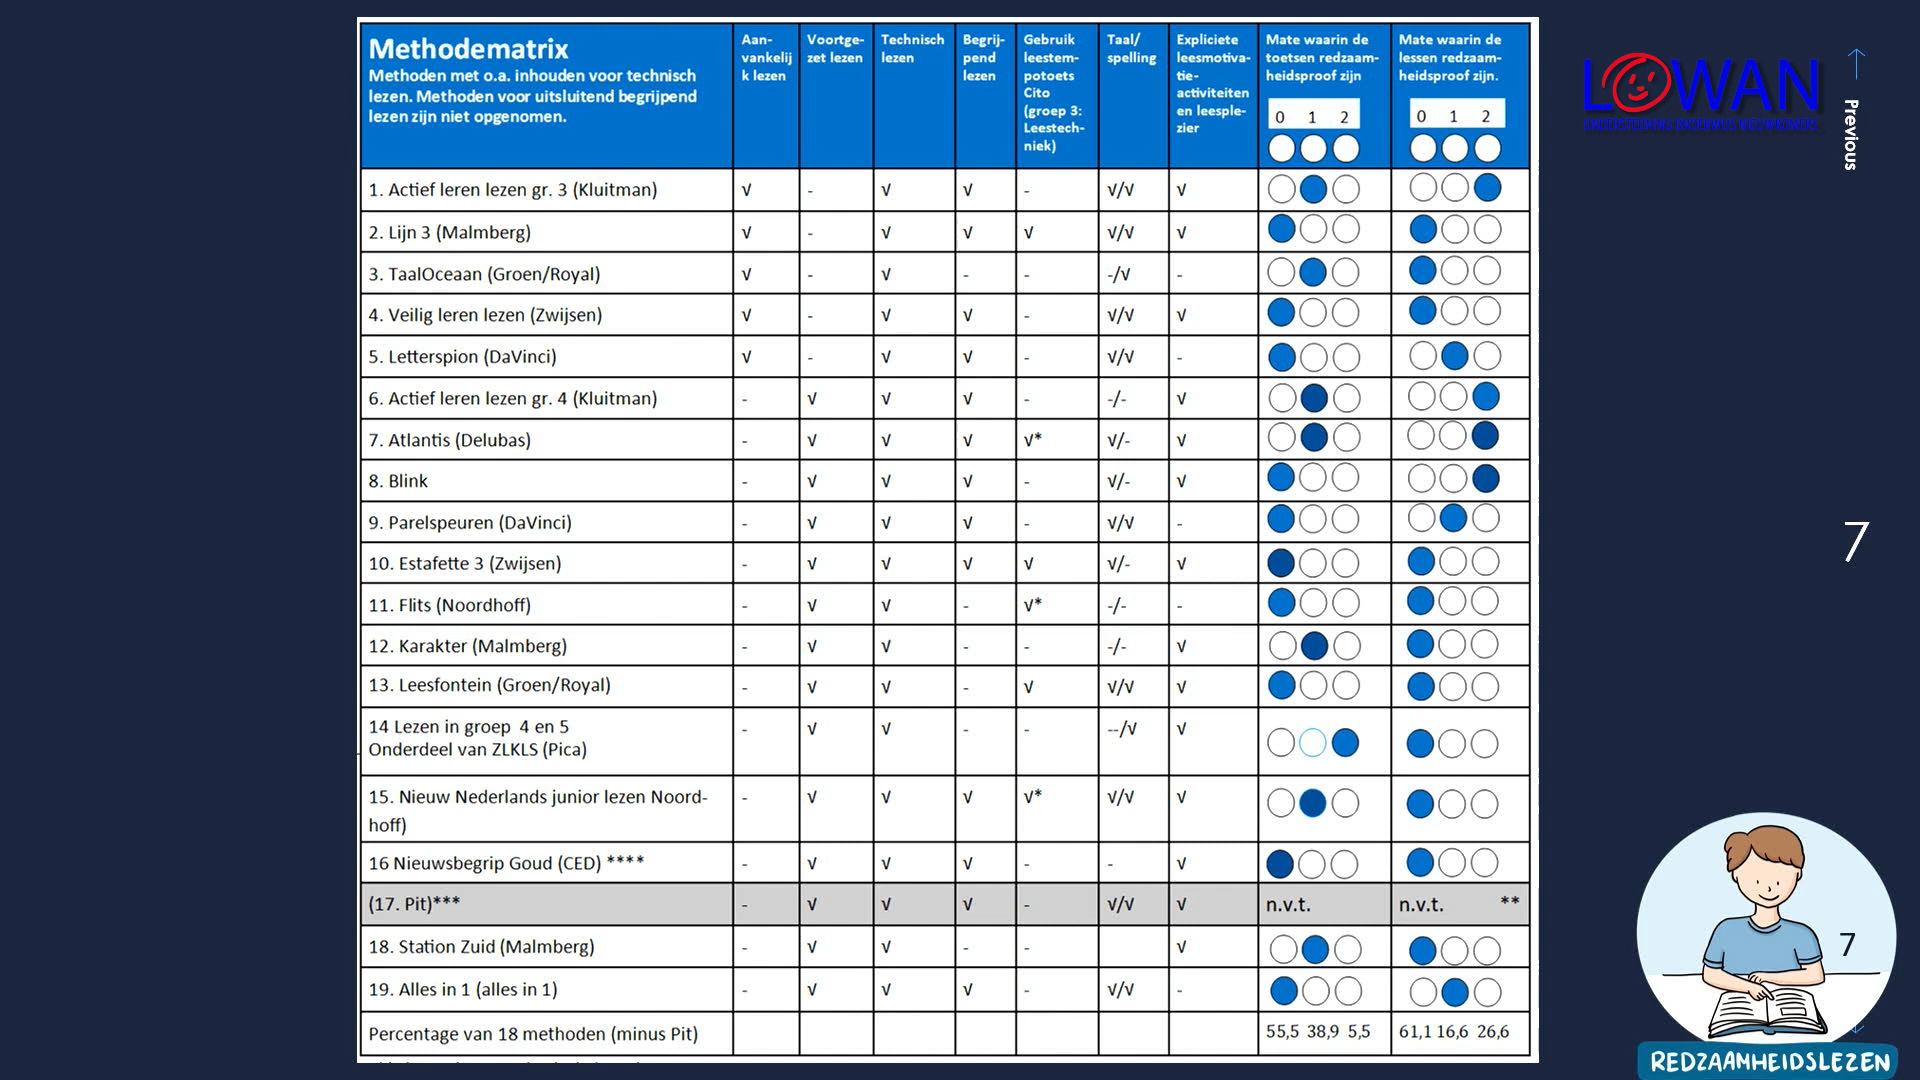 Methodematrix
Methoden met o.a. inhouden voor technisch
lezen. Methoden voor uitsluitend begrijpend
lezen zijn niet opgenomen.
Aan-
vankelij
k lezen
Voortge-
zet lezen
Technisch
lezen
Begrij-
pend
lezen
Gebruik
leestem-
potoets
Cito
(groep 3:
Leestech-
niek)
Taal/
spelling
Expliciete
leesmotiva-
tie-
activiteiten
en leesple-
zier
Mate waarin de
toetsen redzaam-
heidsproof zijn
0 1 2
Mate waarin de
lessen redzaam-
heidsproof zijn.
0 1 2
1. Actief leren lezen gr. 3 (Kluitman) √ - √ √ - √/√ √
2. Lijn 3 (Malmberg) √ - √ √ √ √/√ √
3. TaalOceaan (Groen/Royal) √ - √ - - -/√ -
4. Veilig leren lezen (Zwijsen) √ - √ √ - √/√ √
5. Letterspion (DaVinci) √ - √ √ - √/√ -
6. Actief leren lezen gr. 4 (Kluitman) - √ √ √ - -/- √
7. Atlantis (Delubas) - √ √ √ √* √/- √
8. Blink - √ √ √ - √/- √
9. Parelspeuren (DaVinci) - √ √ √ - √/√ -
10. Estafette 3 (Zwijsen) - √ √ √ √ √/- √
11. Flits (Noordhoff) - √ √ - √* -/- -
12. Karakter (Malmberg) - √ √ - - -/- √
13. Leesfontein (Groen/Royal) - √ √ - √ √/√ √
14 Lezen in groep 4 en 5 - √ √ - - --/√ √
Onderdeel van ZLKLS (Pica)
15. Nieuw Nederlands junior lezen Noord- - √ √ √ √* √/√ √
hoff)
16 Nieuwsbegrip Goud (CED) **** - √ √ √ - - √
(17. Pit)*** - √ √ √ - √/√ √ n.v.t. n.v.t. **
18. Station Zuid (Malmberg) - √ √ - - √
19. Alles in 1 (alles in 1) - √ √ √ - √/√ -
Percentage van 18 methoden (minus Pit) 55,5 38,9 5,5 61,1 16,6 26,6
LOWAN
ONDERSTEUNING ONDERWIJS NIEUWKOMERS
Previous
7
7
REDZAAMHEIDSLEZEN